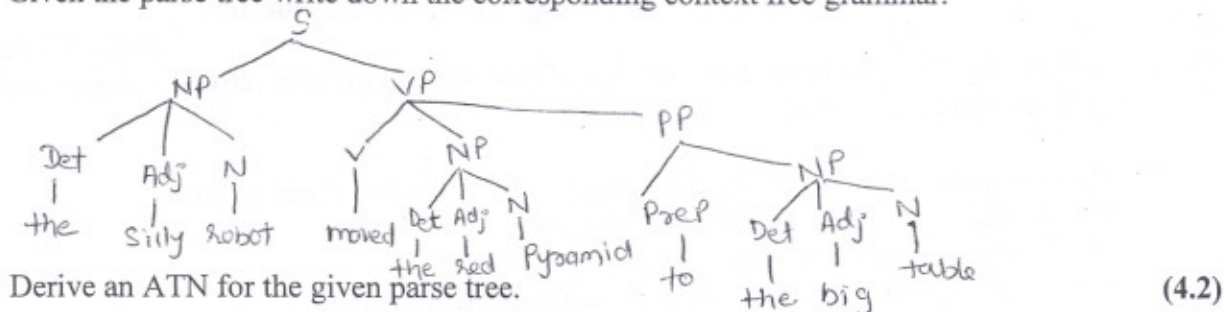 Given the parse tree write down the corresponding context free grammar.
S
NP VP
PP
Det Adj N V NP NP
the Silly robot moved Det Adj N Prep Det Adj N
the red Pyramid to the big table
Derive an ATN for the given parse tree. (4.2)